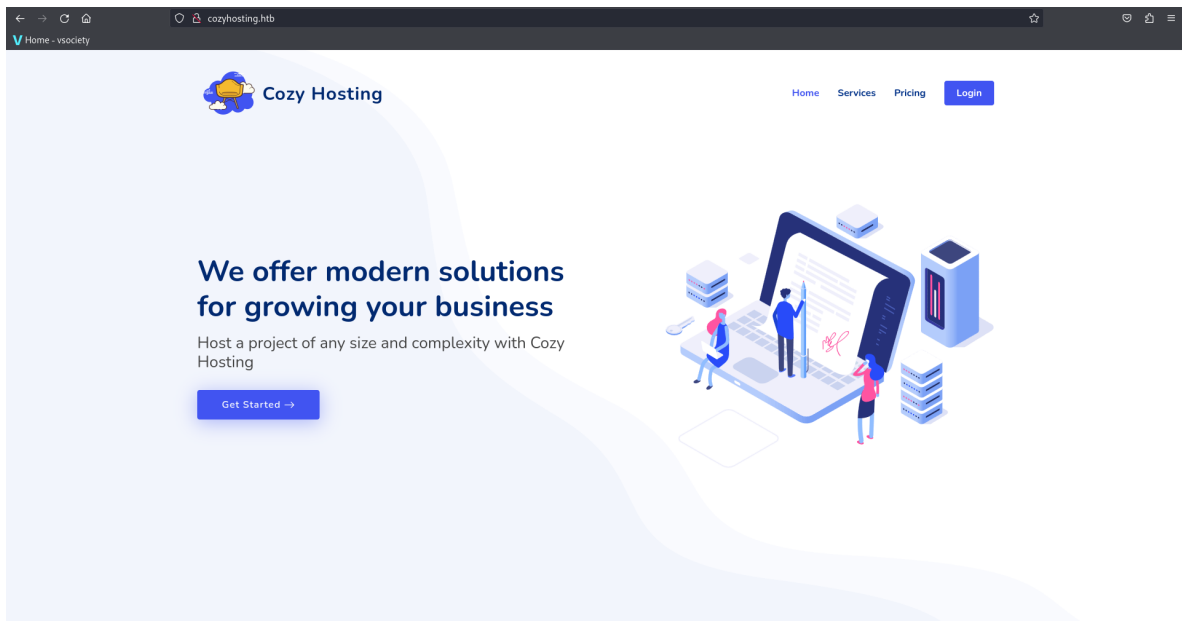 cozyhosting.htb
Home - vsociety
Cozy Hosting
Home Services Pricing Login
We offer modern solutions
for growing your business
Host a project of any size and complexity with Cozy
Hosting
Get Started →